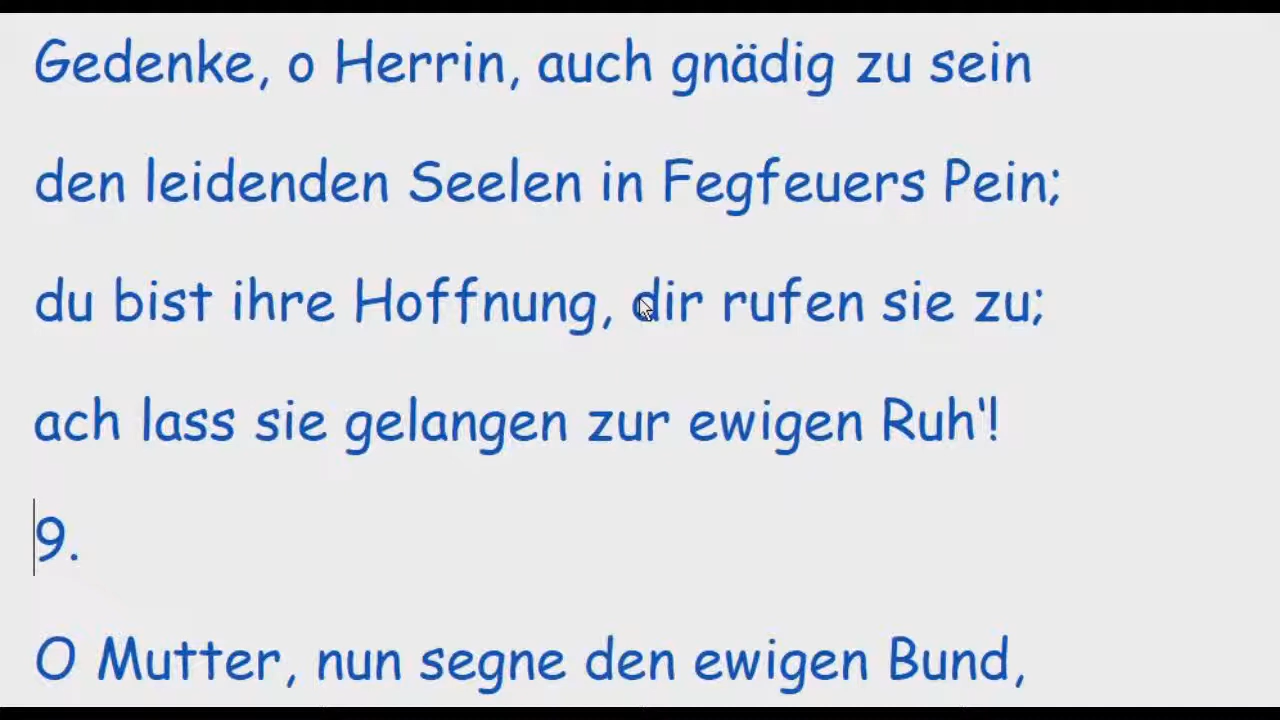 Gedenke, o Herrin, auch gnädig zu sein
den leidenden Seelen in Fegfeuers Pein;
du bist ihre Hoffnung, dir rufen sie zu;
ach lass sie gelangen zur ewigen Ruh‘!
9.
O Mutter, nun segne den ewigen Bund,